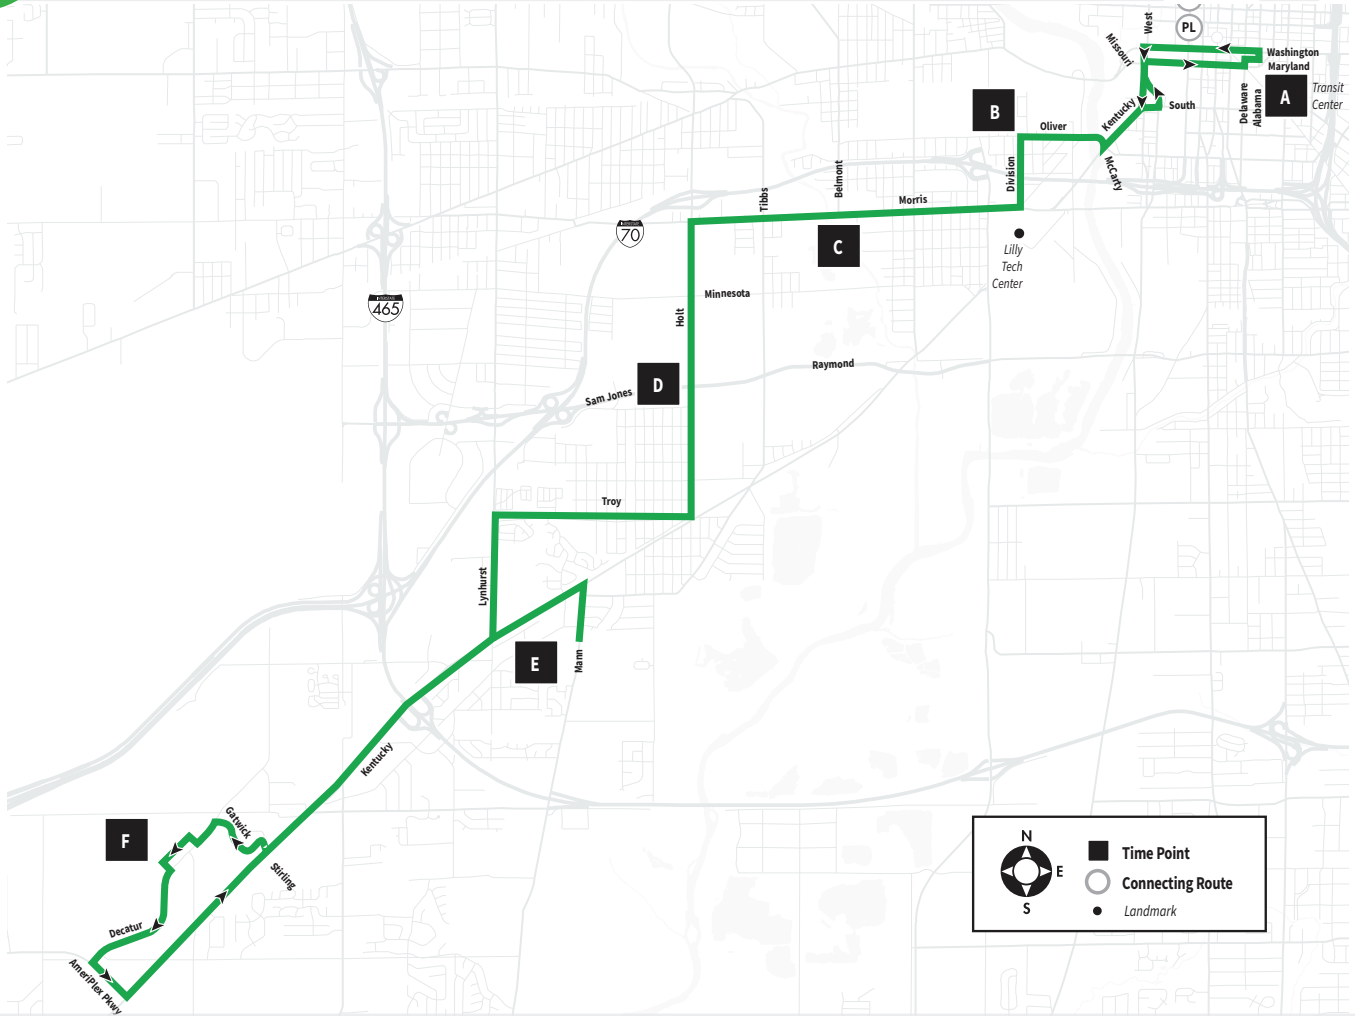 West
PL
Missouri
Washington
Maryland
A
Transit
Center
Delaware
Alabama
South
Kentucky
B
Oliver
McCarty
Division
Belmont
Tibbs
Morris
70
C
Lilly
Tech
Center
Minnesota
465
Holt
Raymond
D
Sam Jones
Troy
Lynhurst
E
Mann
Kentucky
Gatwick
F
Stirling
Decatur
AmeriPlex Pkwy
N
E
S
Time Point
Connecting Route
Landmark